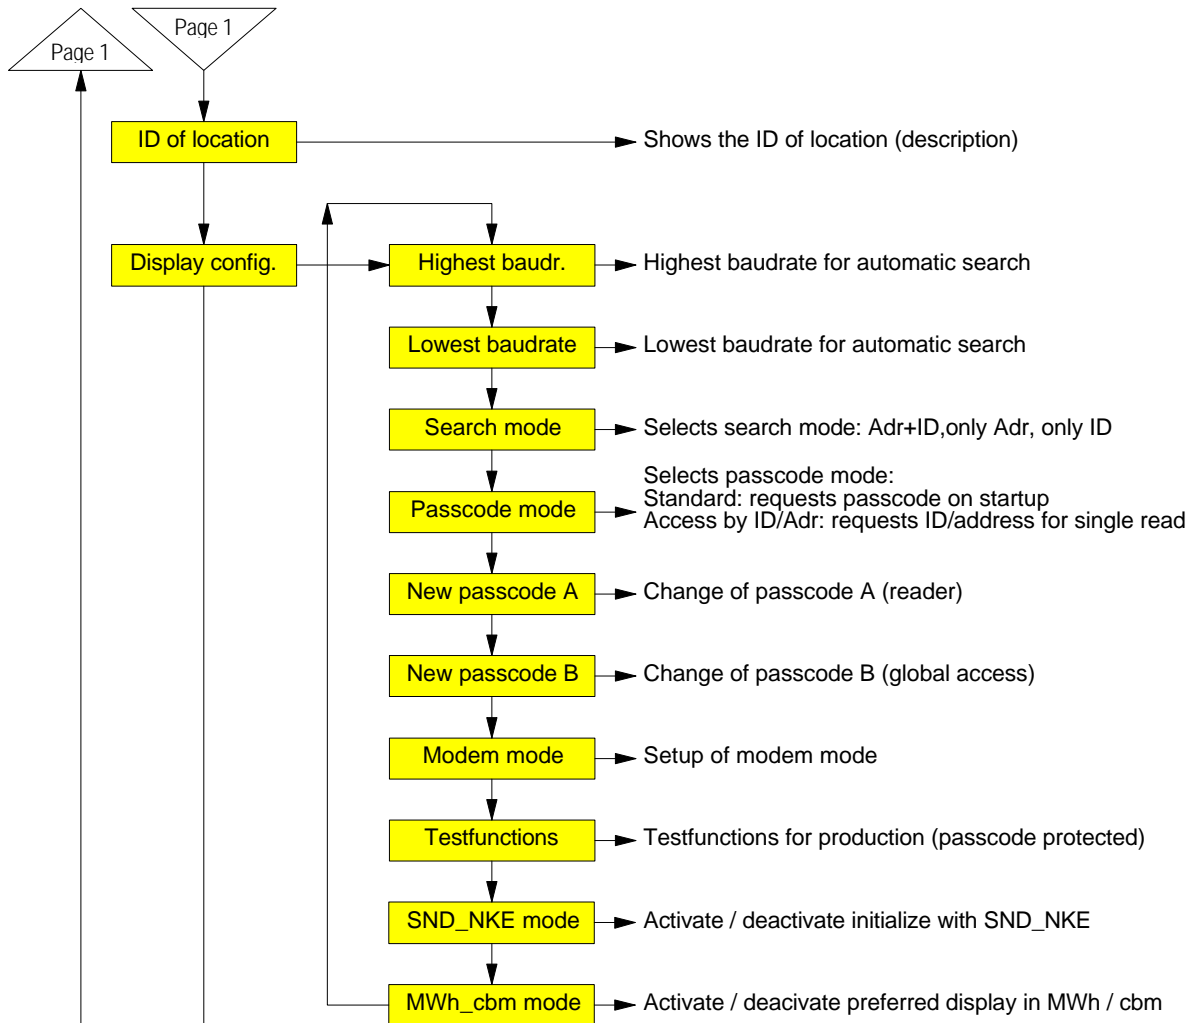 Page 1
Page 1
ID of location
Shows the ID of location (description)
Display config.
Highest baudr.
Highest baudrate for automatic search
Lowest baudrate
Lowest baudrate for automatic search
Search mode
Selects search mode: Adr+ID,only Adr, only ID
Passcode mode
Selects passcode mode:
Standard: requests passcode on startup
Access by ID/Adr: requests ID/address for single read
New passcode A
Change of passcode A (reader)
New passcode B
Change of passcode B (global access)
Modem mode
Setup of modem mode
Testfunctions
Testfunctions for production (passcode protected)
SND_NKE mode
Activate / deactivate initialize with SND_NKE
MWh_cbm mode
Activate / deacivate preferred display in MWh / cbm